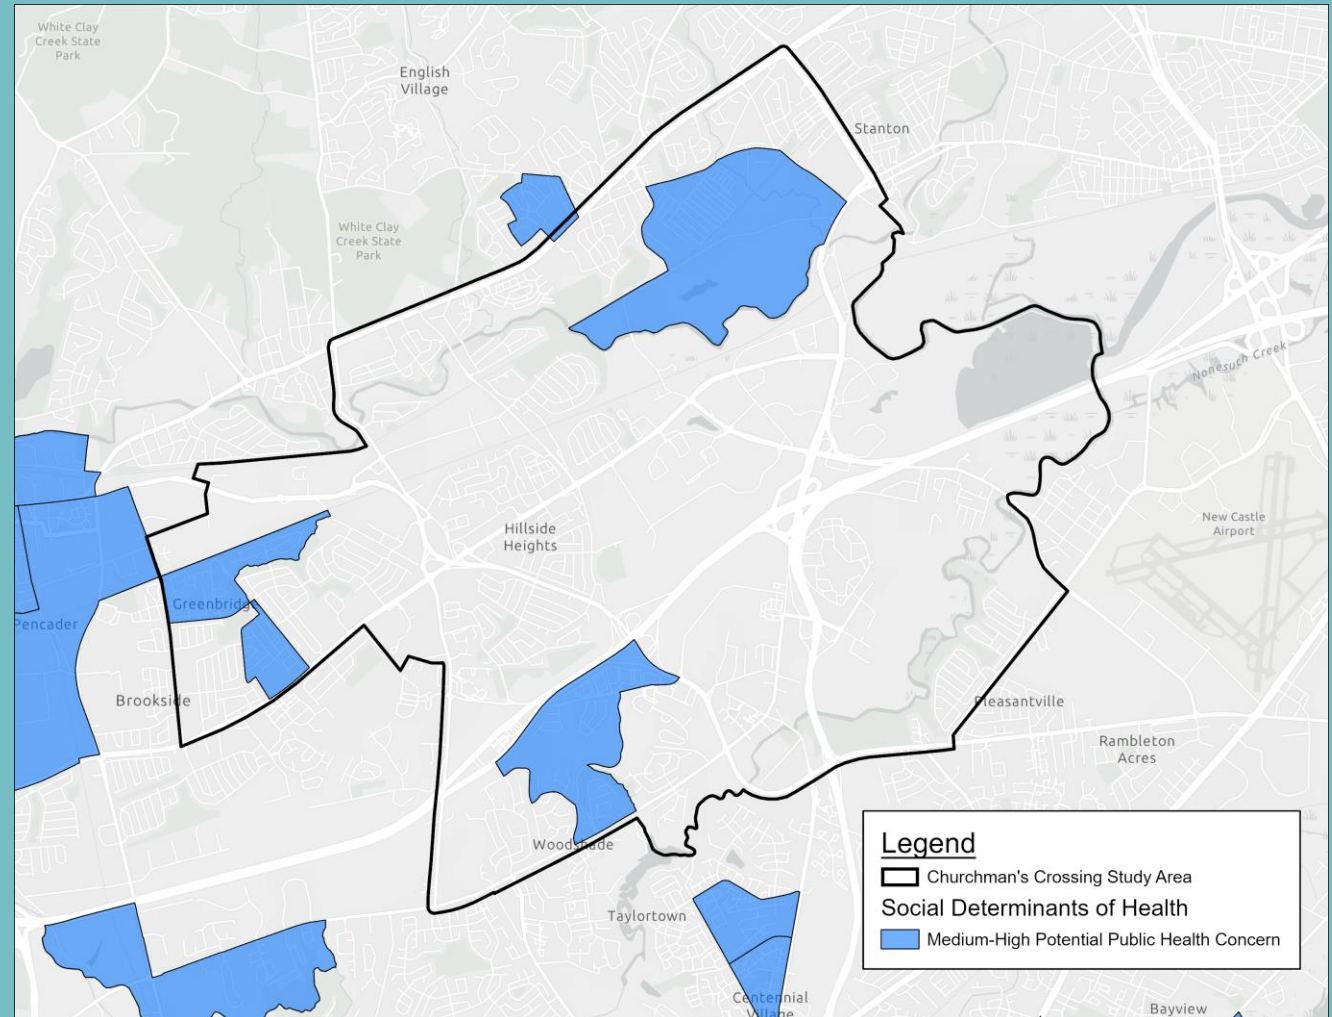 White Clay
Creek State
Park
English
Village
Stanton
White Clay
Creek State
Park
Nonesuch Creek
New Castle
Airport
Hillside
Heights
Greenbridge
Pencader
Brookside
Pleasantville
Rambleton
Acres
Woodshade
Taylortown
Centennial
Village
Bayview
Legend
Churchman's Crossing Study Area
Social Determinants of Health
Medium-High Potential Public Health Concern